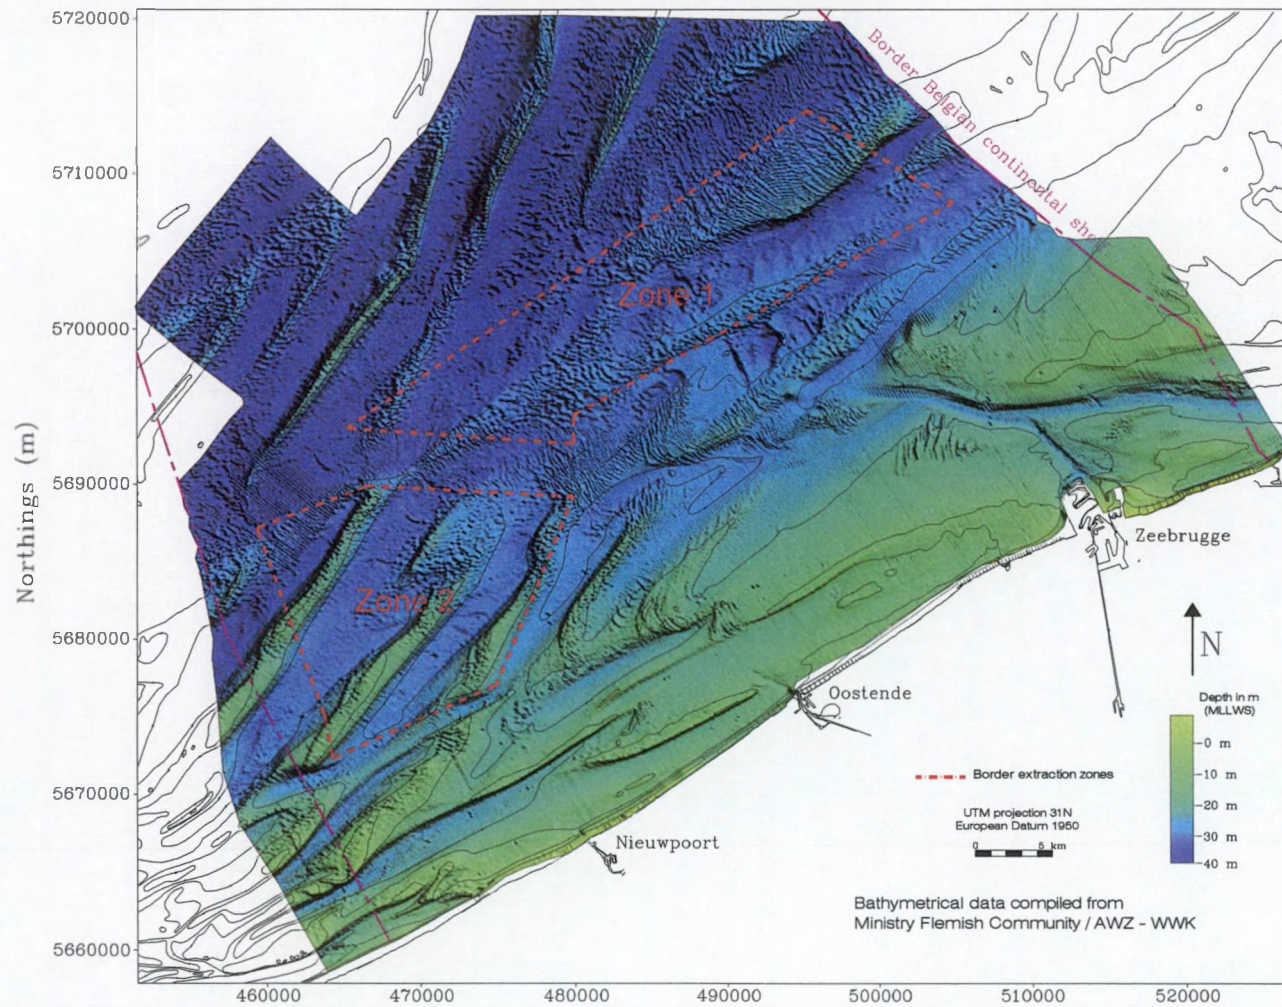 5720000
5710000
5700000
5690000
5680000
5670000
5660000
Northings (m)
Border Belgian continental she
Zone 1
Zone 2
Zeebrugge
Oostende
Nieuwpoort
N
Depth in m
(MLLWS)
0 m
10 m
20 m
30 m
40 m
Border extraction zones
UTM projection 31N
European Datum 1950
0 5 km
Bathymetrical data compiled from
Ministry Flemish Community / AWZ - WWK
460000
470000
480000
490000
500000
510000
520000